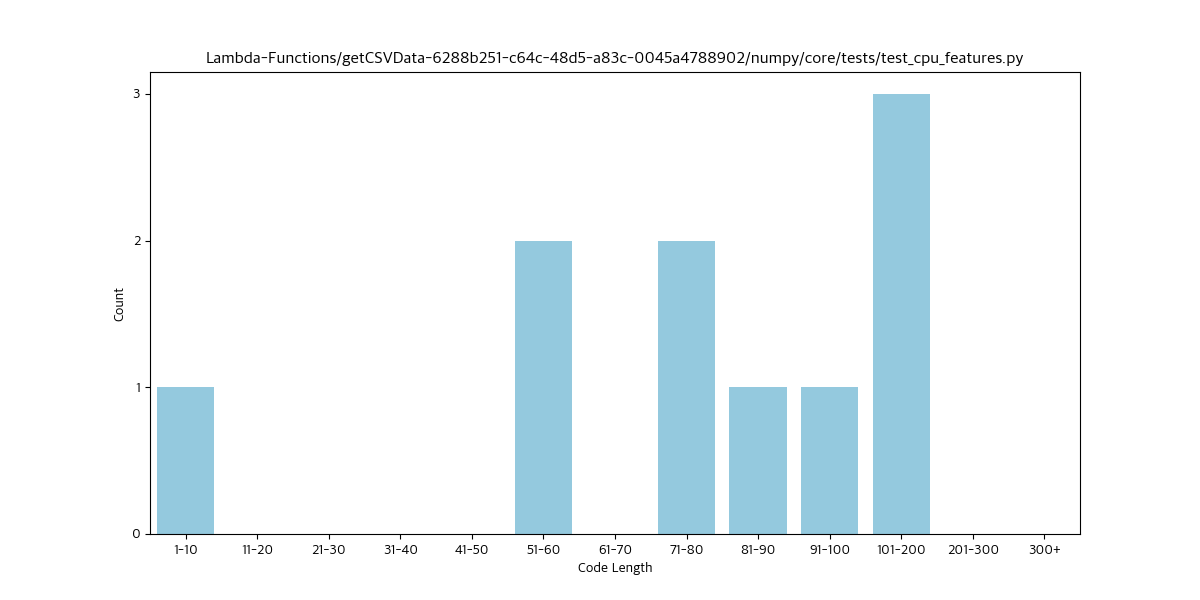 Lambda-Functions/getCSVData-6288b251-c64c-48d5-a83c-0045a4788902/numpy/core/tests/test_cpu_features.py
3
2
1
0
Count
1-10 11-20 21-30 31-40 41-50 51-60 61-70 71-80 81-90 91-100 101-200 201-300 300+
Code Length